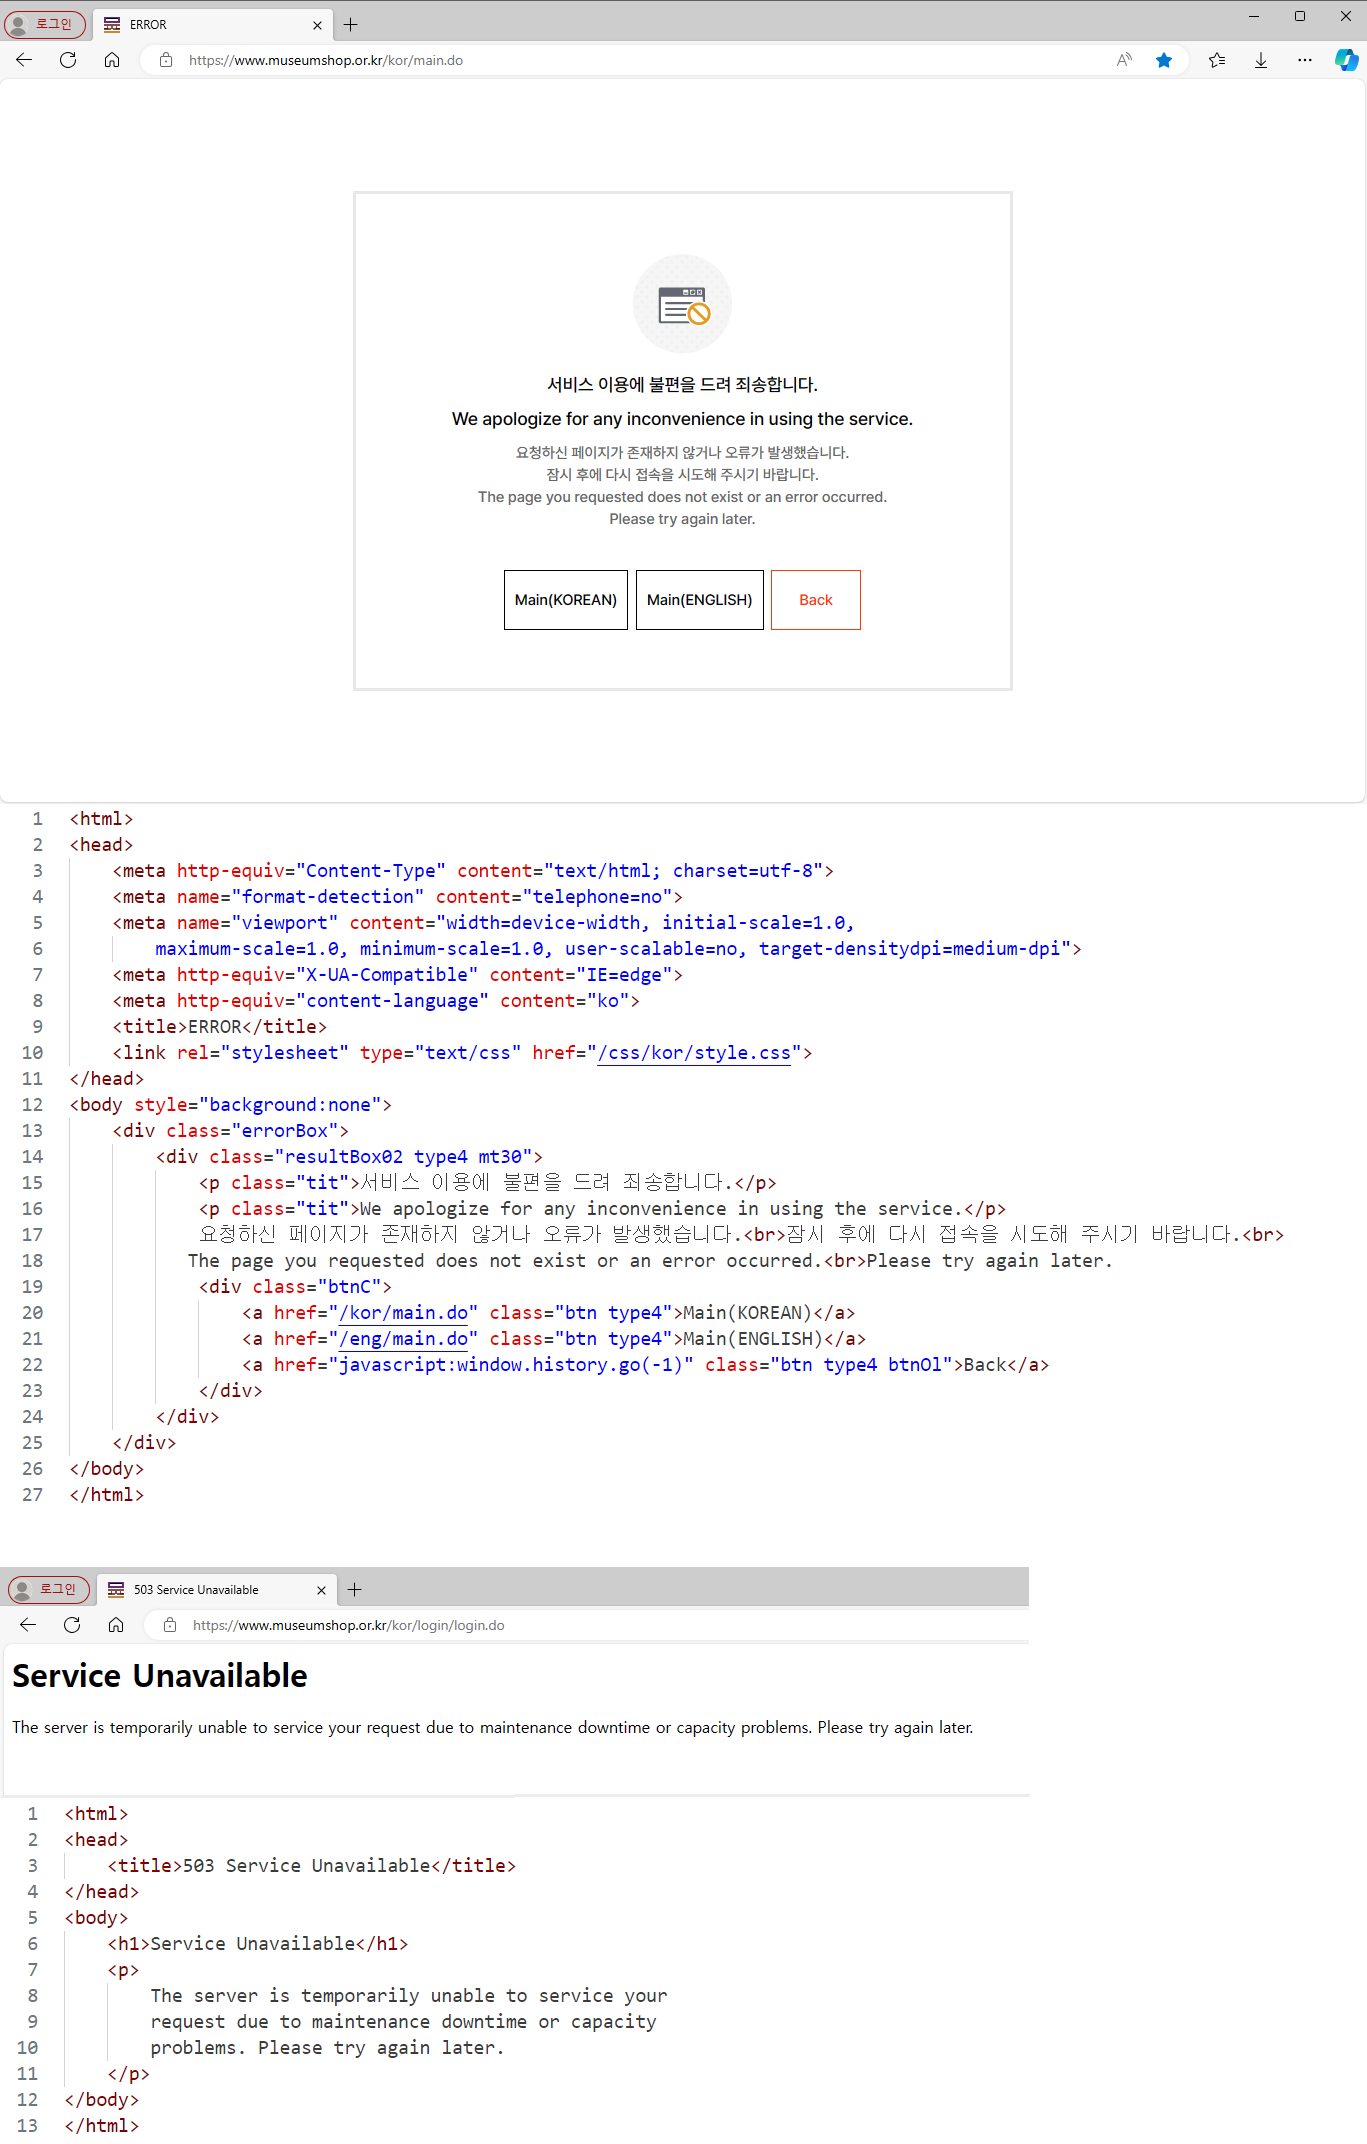 로그인
ERROR
https://www.museumshop.or.kr/kor/main.do
서비스 이용에 불편을 드려 죄송합니다.
We apologize for any inconvenience in using the service.
요청하신 페이지가 존재하지 않거나 오류가 발생했습니다.
잠시 후에 다시 접속을 시도해 주시기 바랍니다.
The page you requested does not exist or an error occurred.
Please try again later.
Main(KOREAN) Main(ENGLISH) Back
1 <html>
2 <head>
3 <meta http-equiv="Content-Type" content="text/html; charset=utf-8">
4 <meta name="format-detection" content="telephone=no">
5 <meta name="viewport" content="width=device-width, initial-scale=1.0,
6 maximum-scale=1.0, minimum-scale=1.0, user-scalable=no, target-densitydpi=medium-dpi">
7 <meta http-equiv="X-UA-Compatible" content="IE=edge">
8 <meta http-equiv="content-language" content="ko">
9 <title>ERROR</title>
10 <link rel="stylesheet" type="text/css" href="/css/kor/style.css">
11 </head>
12 <body style="background:none">
13 <div class="errorBox">
14 <div class="resultBox02 type4 mt30">
15 <p class="tit">서비스 이용에 불편을 드려 죄송합니다.</p>
16 <p class="tit">We apologize for any inconvenience in using the service.</p>
17 요청하신 페이지가 존재하지 않거나 오류가 발생했습니다.<br>잠시 후에 다시 접속을 시도해 주시기 바랍니다.<br>
18 The page you requested does not exist or an error occurred.<br>Please try again later.
19 <div class="btnC">
20 <a href="/kor/main.do" class="btn type4">Main(KOREAN)</a>
21 <a href="/eng/main.do" class="btn type4">Main(ENGLISH)</a>
22 <a href="javascript:window.history.go(-1)" class="btn type4 btnOl">Back</a>
23 </div>
24 </div>
25 </div>
26 </body>
27 </html>
로그인
503 Service Unavailable
https://www.museumshop.or.kr/kor/login/login.do
Service Unavailable
The server is temporarily unable to service your request due to maintenance downtime or capacity problems. Please try again later.
1 <html>
2 <head>
3 <title>503 Service Unavailable</title>
4 </head>
5 <body>
6 <h1>Service Unavailable</h1>
7 <p>
8 The server is temporarily unable to service your
9 request due to maintenance downtime or capacity
10 problems. Please try again later.
11 </p>
12 </body>
13 </html>